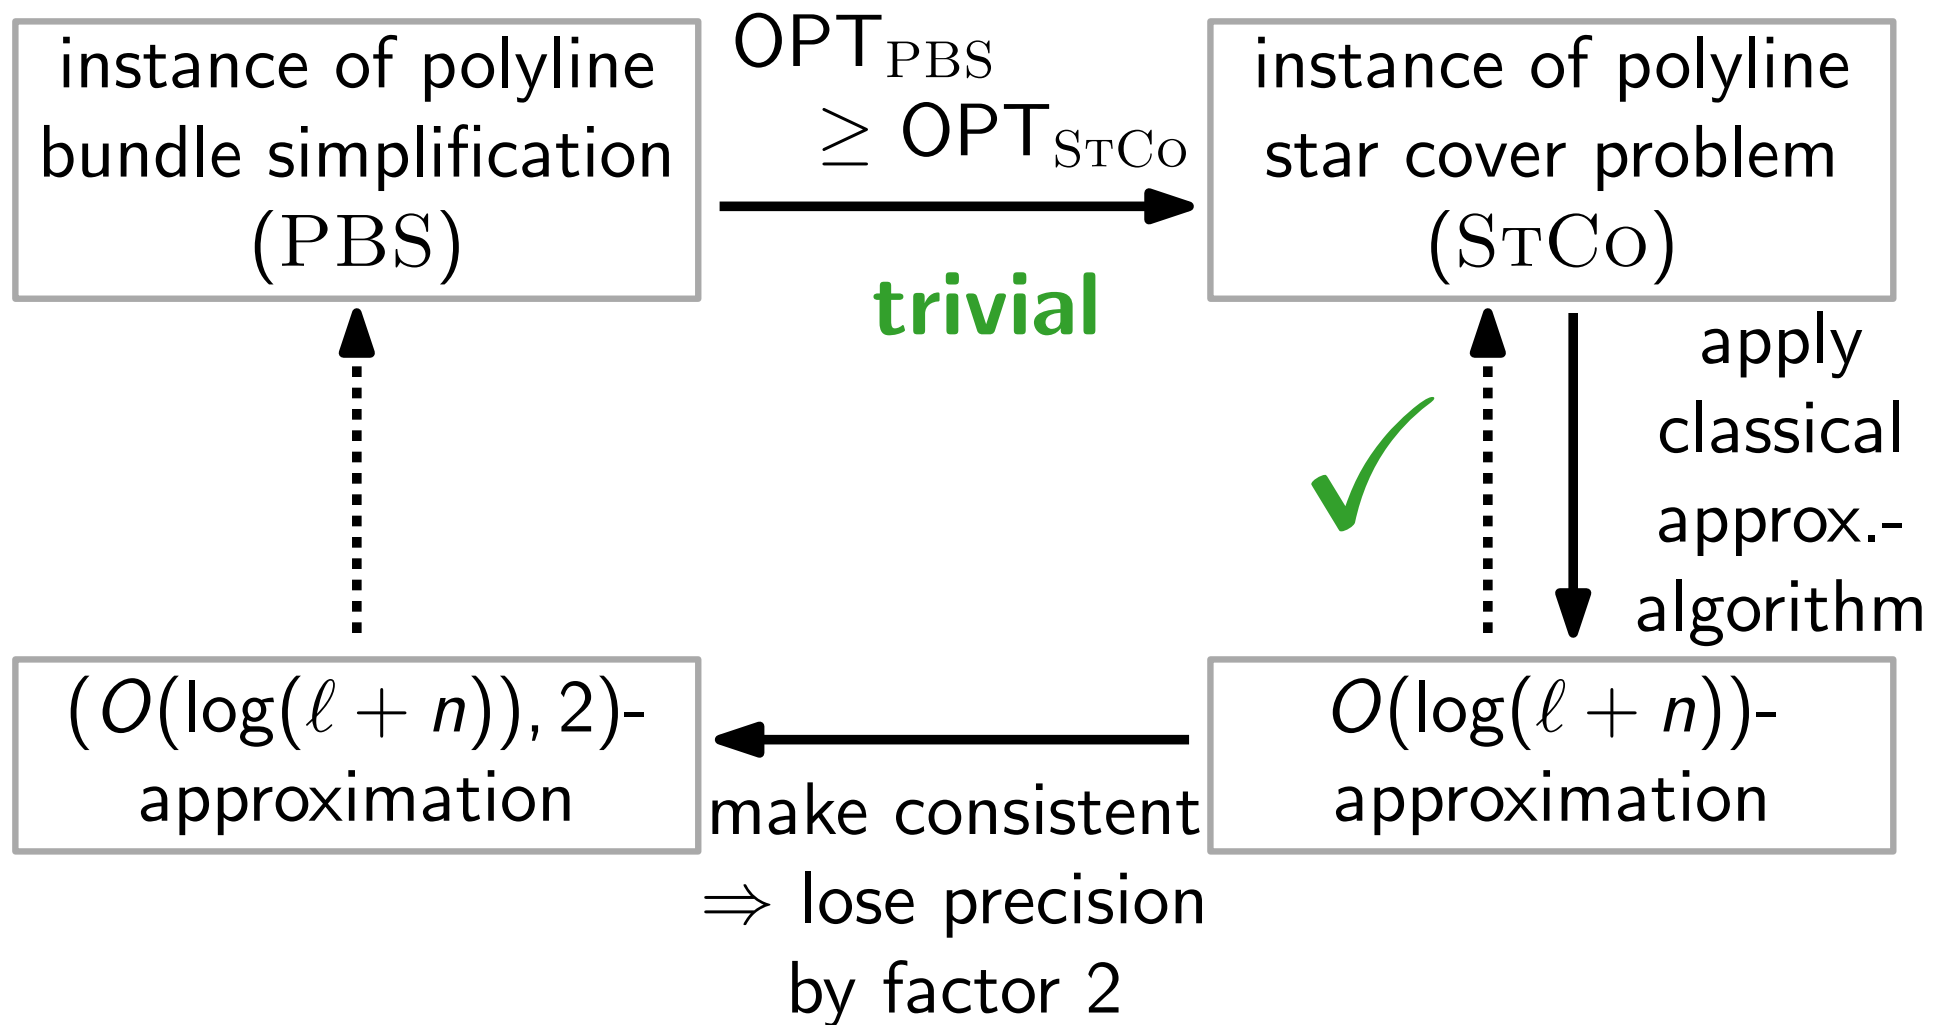 instance of polyline
bundle simplification
(PBS)
OPT_PBS
≥ OPT_StCo
trivial
instance of polyline
star cover problem
(StCo)
apply
classical
approx.-
algorithm
(O(log(ℓ + n)), 2)-
approximation
make consistent
⇒ lose precision
by factor 2
O(log(ℓ + n))-
approximation